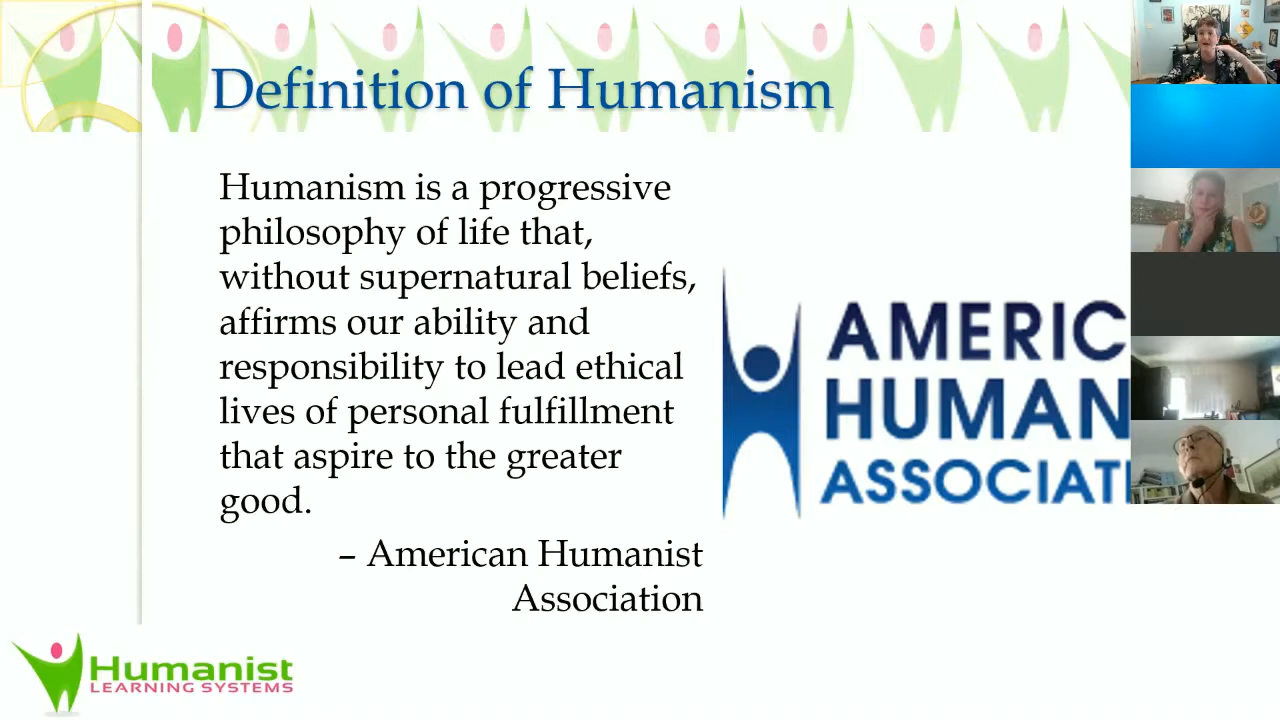 Definition of Humanism
Humanism is a progressive
philosophy of life that,
without supernatural beliefs,
affirms our ability and
responsibility to lead ethical
lives of personal fulfillment
that aspire to the greater
good.
– American Humanist
Association
AMERIC
HUMAN
ASSOCIATI
Humanist
LEARNING SYSTEMS